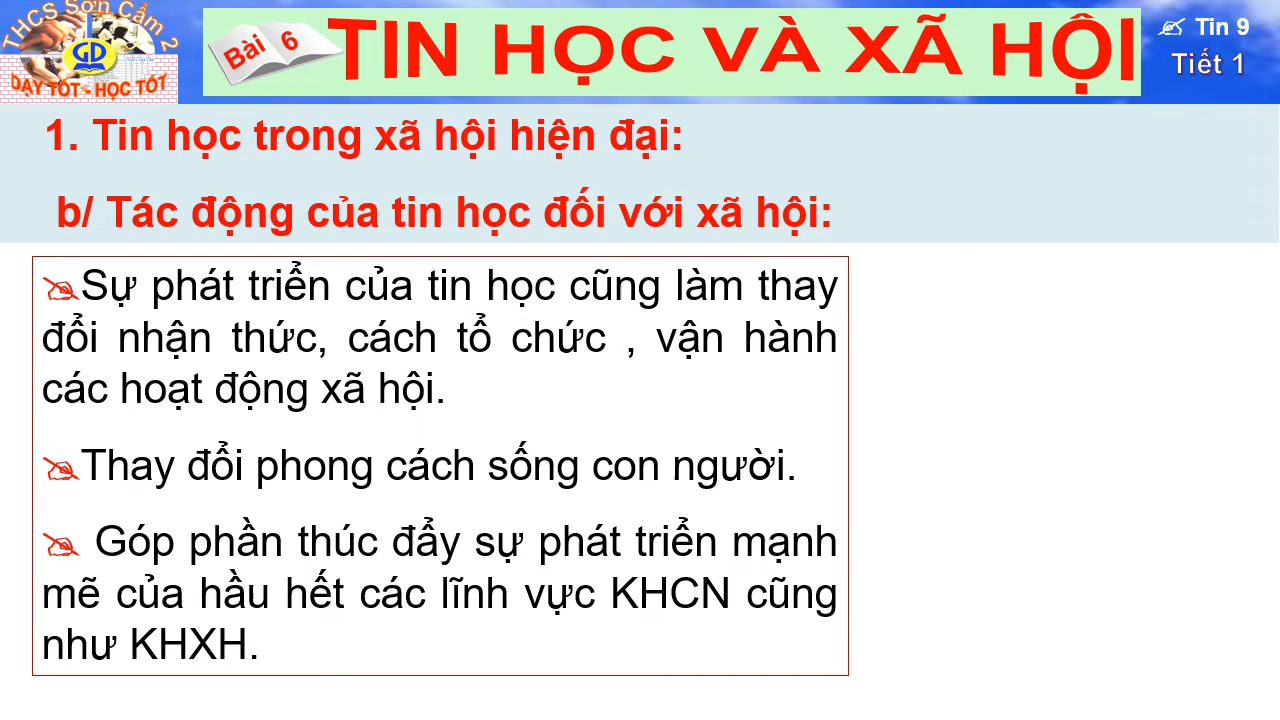 THCS Sơn Cẩm 2
GD
DẠY TỐT - HỌC TỐT
Bài 6
TIN HỌC VÀ XÃ HỘI
Tin 9
Tiết 1
1. Tin học trong xã hội hiện đại:
b/ Tác động của tin học đối với xã hội:
Sự phát triển của tin học cũng làm thay
đổi nhận thức, cách tổ chức , vận hành
các hoạt động xã hội.
Thay đổi phong cách sống con người.
Góp phần thúc đẩy sự phát triển mạnh
mẽ của hầu hết các lĩnh vực KHCN cũng
như KHXH.